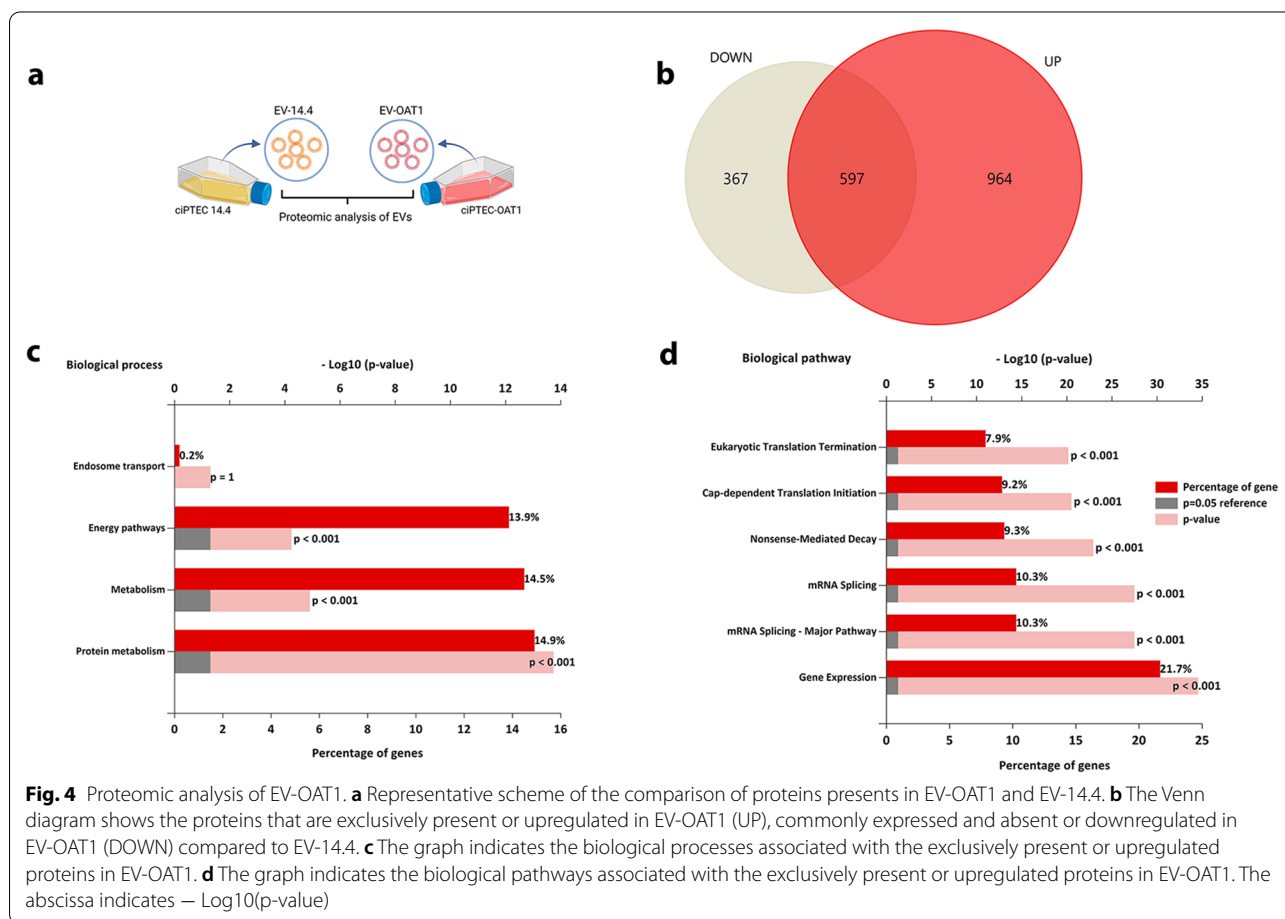 a
EV-14.4
EV-OAT1
ciPTEC 14.4
ciPTEC-OAT1
Proteomic analysis of EVs
b
DOWN
UP
367
597
964
c
Biological process
- Log10 (p-value)
0 2 4 6 8 10 12 14
Endosome transport
0.2%
p = 1
Energy pathways
13.9%
p < 0.001
Metabolism
14.5%
p < 0.001
Protein metabolism
14.9%
p < 0.001
0 2 4 6 8 10 12 14 16
Percentage of genes
d
Biological pathway
- Log10 (p-value)
0 5 10 15 20 25 30 35
Eukaryotic Translation Termination
7.9%
p < 0.001
Cap-dependent Translation Initiation
9.2%
p < 0.001
Nonsense-Mediated Decay
9.3%
p < 0.001
mRNA Splicing
10.3%
p < 0.001
mRNA Splicing - Major Pathway
10.3%
p < 0.001
Gene Expression
21.7%
p < 0.001
0 5 10 15 20 25
Percentage of genes
Percentage of gene
p=0.05 reference
p-value
Fig. 4 Proteomic analysis of EV-OAT1. a Representative scheme of the comparison of proteins presents in EV-OAT1 and EV-14.4. b The Venn
diagram shows the proteins that are exclusively present or upregulated in EV-OAT1 (UP), commonly expressed and absent or downregulated in
EV-OAT1 (DOWN) compared to EV-14.4. c The graph indicates the biological processes associated with the exclusively present or upregulated
proteins in EV-OAT1. d The graph indicates the biological pathways associated with the exclusively present or upregulated proteins in EV-OAT1. The
abscissa indicates − Log10(p-value)